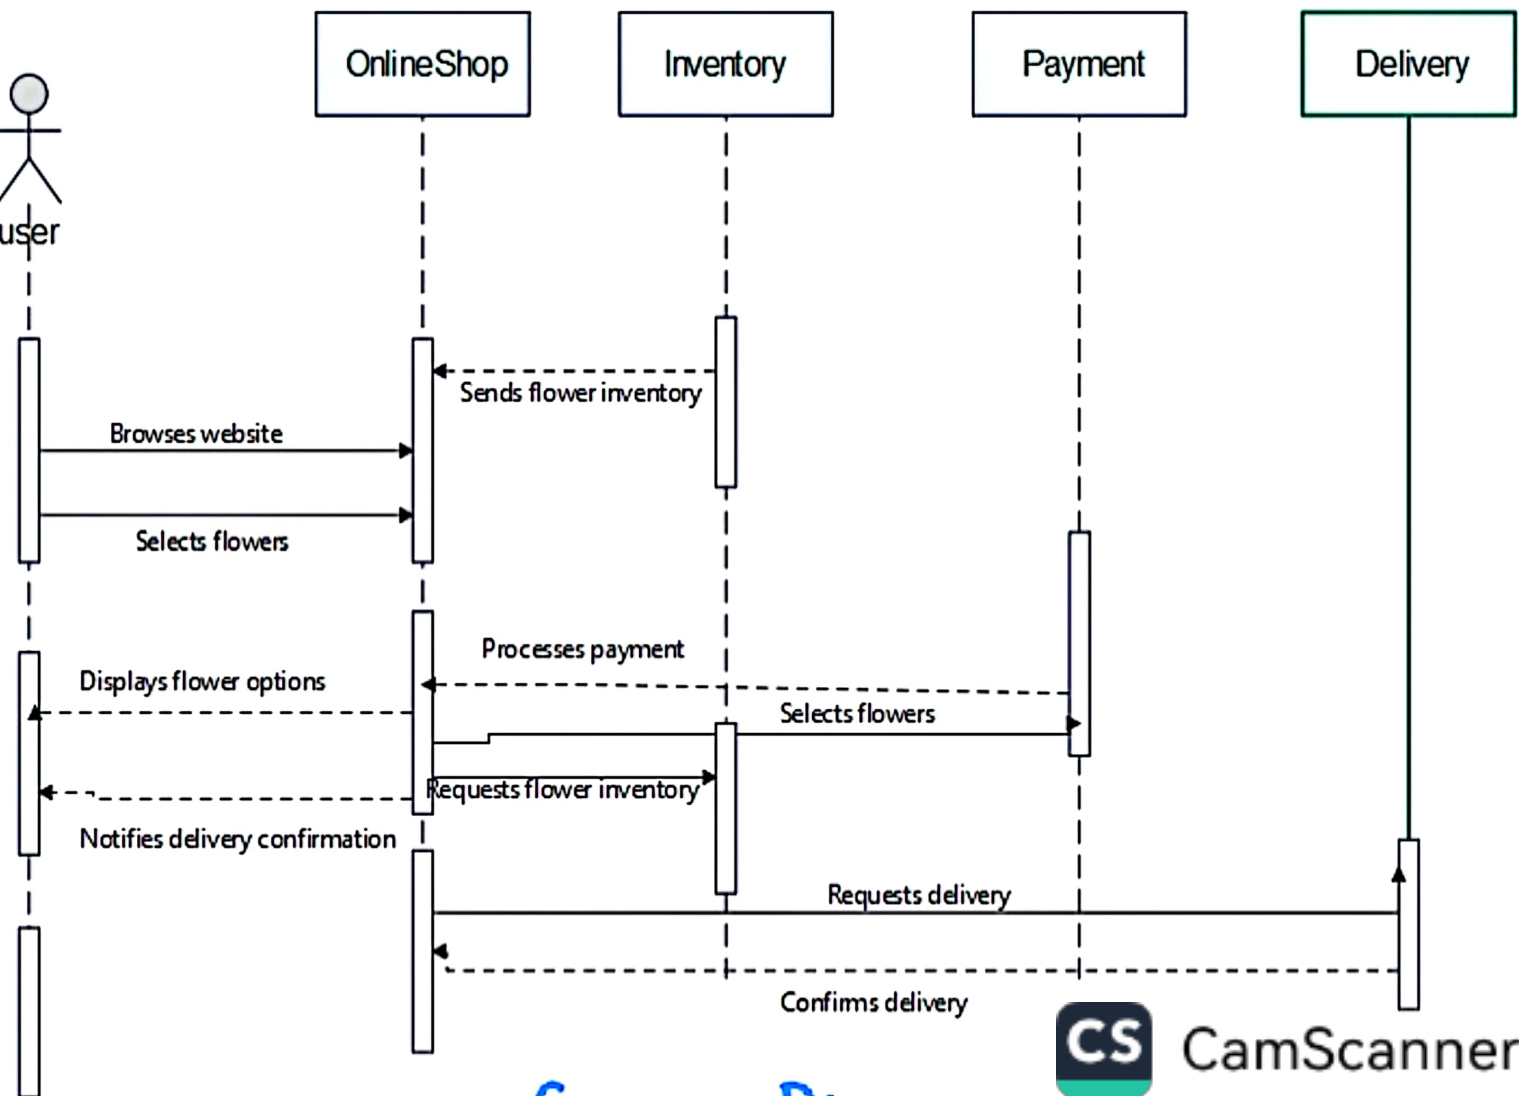 OnlineShop
Inventory
Payment
Delivery
user
Sends flower inventory
Browses website
Selects flowers
Processes payment
Displays flower options
Selects flowers
Requests flower inventory
Notifies delivery confirmation
Requests delivery
Confirms delivery
CS CamScanner